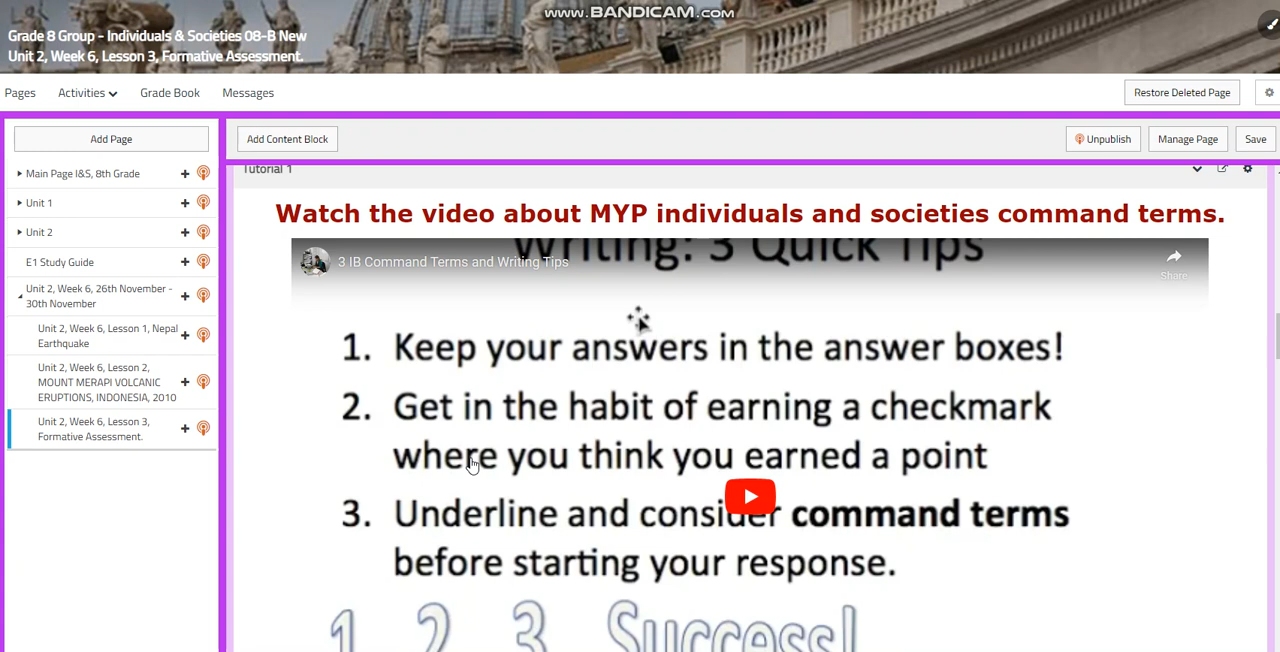 www.BANDICAM.com
Grade 8 Group - Individuals & Societies 08-B New
Unit 2, Week 6, Lesson 3, Formative Assessment.
Pages
Activities
Grade Book
Messages
Restore Deleted Page
Add Page
Add Content Block
Unpublish
Manage Page
Save
Main Page I&S, 8th Grade
Unit 1
Unit 2
E1 Study Guide
Unit 2, Week 6, 26th November -
30th November
Unit 2, Week 6, Lesson 1, Nepal
Earthquake
Unit 2, Week 6, Lesson 2,
MOUNT MERAPI VOLCANIC
ERUPTIONS, INDONESIA, 2010
Unit 2, Week 6, Lesson 3,
Formative Assessment.
Tutorial 1
Watch the video about MYP individuals and societies command terms.
Writing: 3 Quick Tips
3 IB Command Terms and Writing Tips
Share
1. Keep your answers in the answer boxes!
2. Get in the habit of earning a checkmark
where you think you earned a point
3. Underline and consider command terms
before starting your response.
1 2 3 Success!